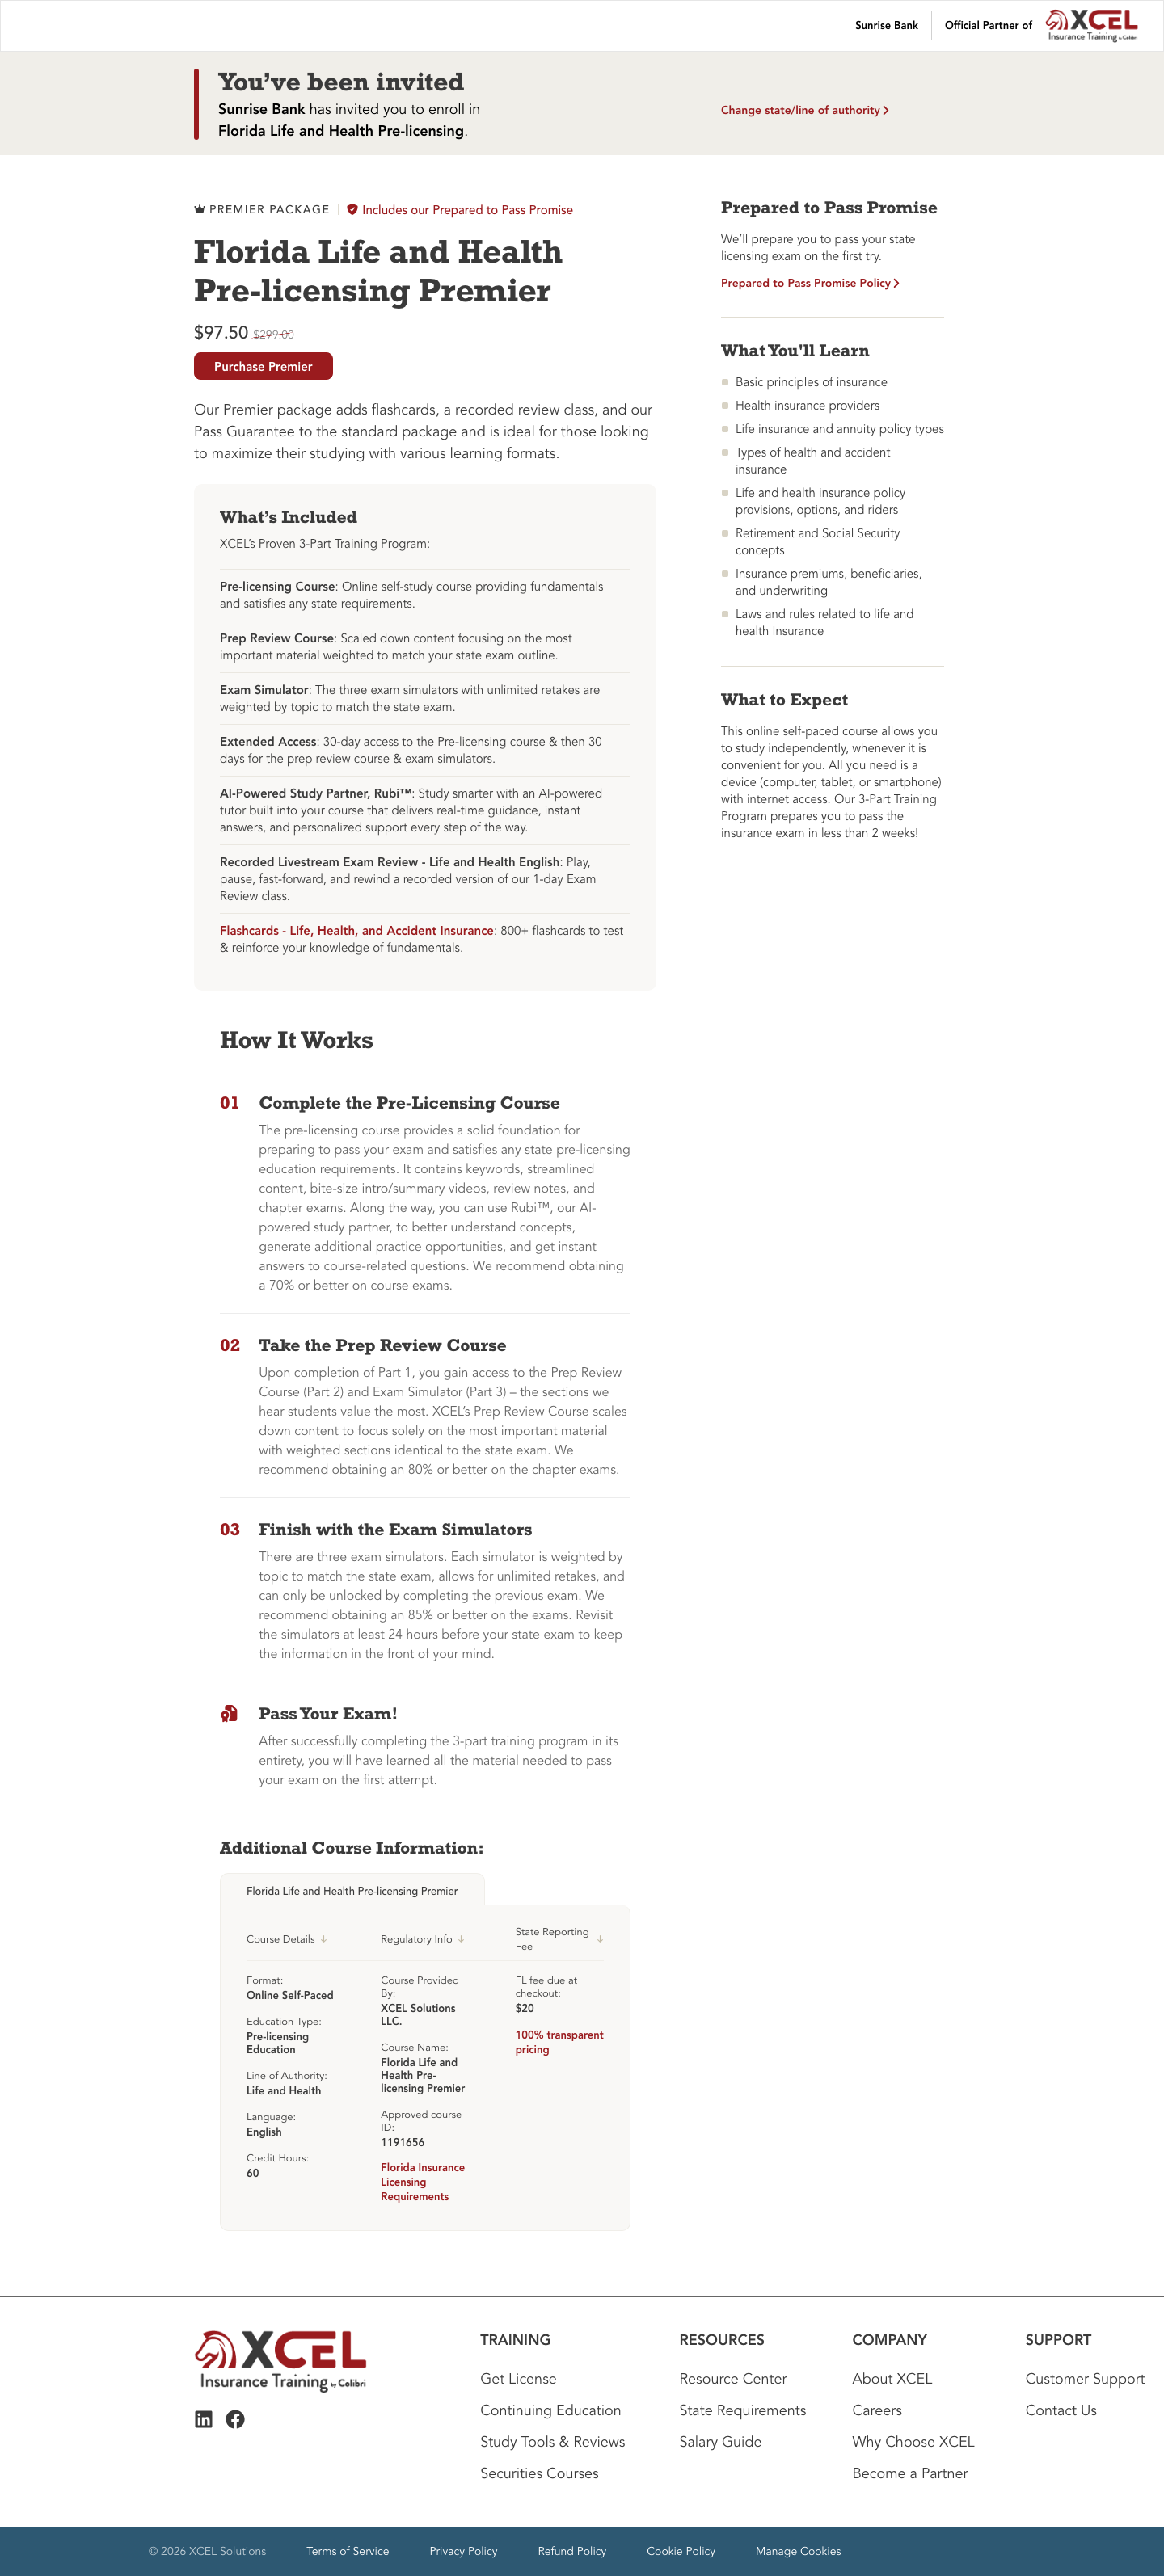 Sunrise Bank
Official Partner of
XCEL
Insurance Training by Colibri
You’ve been invited
Sunrise Bank has invited you to enroll in
Florida Life and Health Pre-licensing.
Change state/line of authority
PREMIER PACKAGE
Includes our Prepared to Pass Promise
Florida Life and Health
Pre-licensing Premier
$97.50 $299.00
Purchase Premier
Our Premier package adds flashcards, a recorded review class, and our
Pass Guarantee to the standard package and is ideal for those looking
to maximize their studying with various learning formats.
What’s Included
XCEL’s Proven 3-Part Training Program:
Pre-licensing Course: Online self-study course providing fundamentals
and satisfies any state requirements.
Prep Review Course: Scaled down content focusing on the most
important material weighted to match your state exam outline.
Exam Simulator: The three exam simulators with unlimited retakes are
weighted by topic to match the state exam.
Extended Access: 30-day access to the Pre-licensing course & then 30
days for the prep review course & exam simulators.
AI-Powered Study Partner, Rubi™: Study smarter with an AI-powered
tutor built into your course that delivers real-time guidance, instant
answers, and personalized support every step of the way.
Recorded Livestream Exam Review - Life and Health English: Play,
pause, fast-forward, and rewind a recorded version of our 1-day Exam
Review class.
Flashcards - Life, Health, and Accident Insurance: 800+ flashcards to test
& reinforce your knowledge of fundamentals.
Prepared to Pass Promise
We’ll prepare you to pass your state
licensing exam on the first try.
Prepared to Pass Promise Policy
What You'll Learn
Basic principles of insurance
Health insurance providers
Life insurance and annuity policy types
Types of health and accident
insurance
Life and health insurance policy
provisions, options, and riders
Retirement and Social Security
concepts
Insurance premiums, beneficiaries,
and underwriting
Laws and rules related to life and
health Insurance
What to Expect
This online self-paced course allows you
to study independently, whenever it is
convenient for you. All you need is a
device (computer, tablet, or smartphone)
with internet access. Our 3-Part Training
Program prepares you to pass the
insurance exam in less than 2 weeks!
How It Works
01 Complete the Pre-Licensing Course
The pre-licensing course provides a solid foundation for
preparing to pass your exam and satisfies any state pre-licensing
education requirements. It contains keywords, streamlined
content, bite-size intro/summary videos, review notes, and
chapter exams. Along the way, you can use Rubi™, our AI-
powered study partner, to better understand concepts,
generate additional practice opportunities, and get instant
answers to course-related questions. We recommend obtaining
a 70% or better on course exams.
02 Take the Prep Review Course
Upon completion of Part 1, you gain access to the Prep Review
Course (Part 2) and Exam Simulator (Part 3) – the sections we
hear students value the most. XCEL’s Prep Review Course scales
down content to focus solely on the most important material
with weighted sections identical to the state exam. We
recommend obtaining an 80% or better on the chapter exams.
03 Finish with the Exam Simulators
There are three exam simulators. Each simulator is weighted by
topic to match the state exam, allows for unlimited retakes, and
can only be unlocked by completing the previous exam. We
recommend obtaining an 85% or better on the exams. Revisit
the simulators at least 24 hours before your state exam to keep
the information in the front of your mind.
Pass Your Exam!
After successfully completing the 3-part training program in its
entirety, you will have learned all the material needed to pass
your exam on the first attempt.
Additional Course Information:
Florida Life and Health Pre-licensing Premier
Course Details ↓
Format:
Online Self-Paced
Education Type:
Pre-licensing
Education
Line of Authority:
Life and Health
Language:
English
Credit Hours:
60
Regulatory Info ↓
Course Provided
By:
XCEL Solutions
LLC.
Course Name:
Florida Life and
Health Pre-
licensing Premier
Approved course
ID:
1191656
Florida Insurance
Licensing
Requirements
State Reporting
Fee ↓
FL fee due at
checkout:
$20
100% transparent
pricing
XCEL
Insurance Training by Colibri
TRAINING
Get License
Continuing Education
Study Tools & Reviews
Securities Courses
RESOURCES
Resource Center
State Requirements
Salary Guide
COMPANY
About XCEL
Careers
Why Choose XCEL
Become a Partner
SUPPORT
Customer Support
Contact Us
© 2026 XCEL Solutions
Terms of Service
Privacy Policy
Refund Policy
Cookie Policy
Manage Cookies